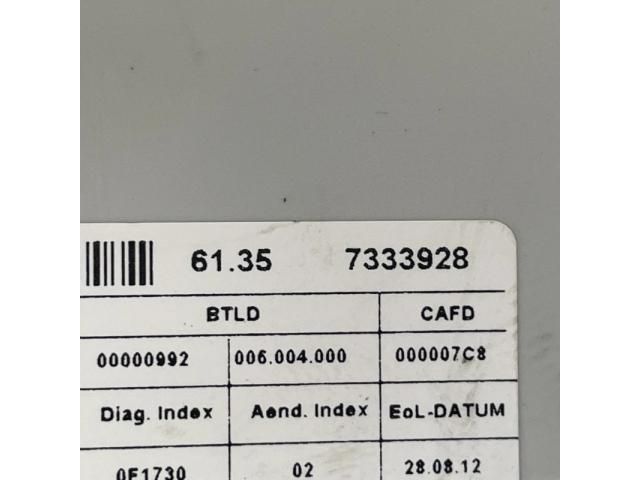 61.35 7333928
BTLD CAFD
00000992 006.004.000 000007C8
Diag. Index Aend. Index EoL-DATUM
0F1730 02 28.08.12